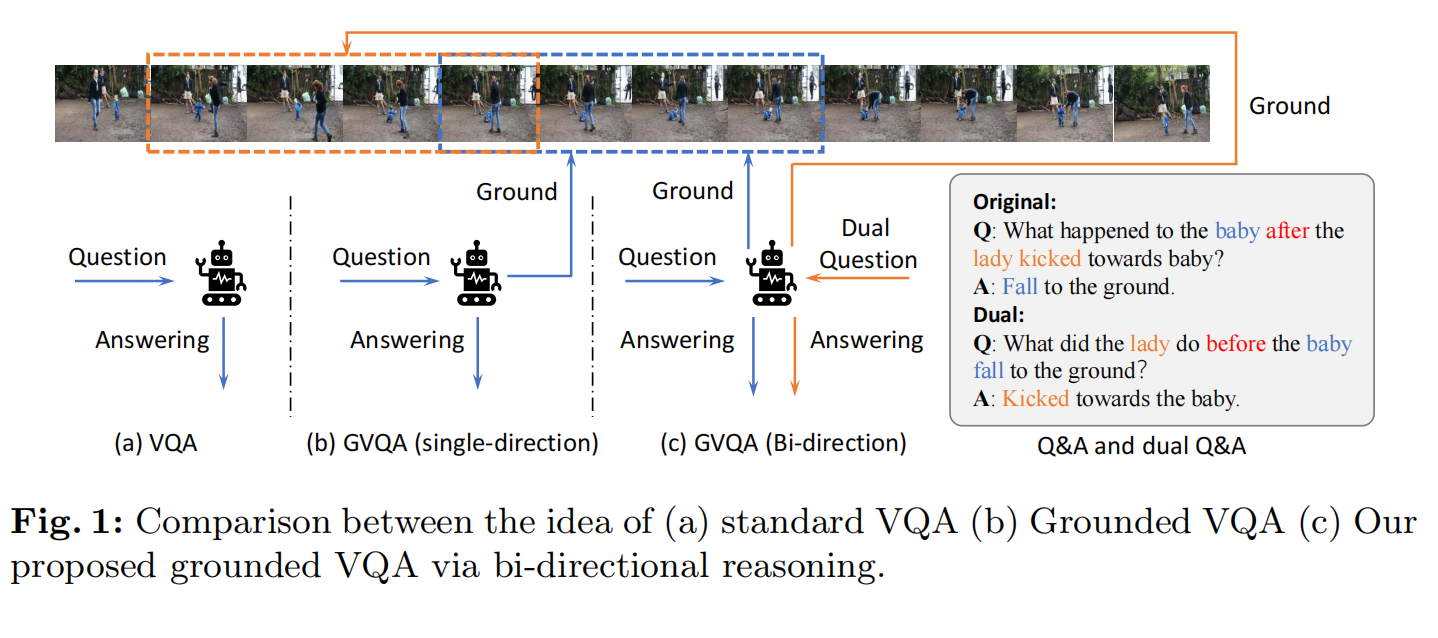 Ground
Ground
Ground
Question
Answering
Question
Answering
Question
Dual
Question
Answering
Answering
Original:
Q: What happened to the baby after the
lady kicked towards baby?
A: Fall to the ground.
Dual:
Q: What did the lady do before the baby
fall to the ground?
A: Kicked towards the baby.
(a) VQA
(b) GVQA (single-direction)
(c) GVQA (Bi-direction)
Q&A and dual Q&A
Fig. 1: Comparison between the idea of (a) standard VQA (b) Grounded VQA (c) Our
proposed grounded VQA via bi-directional reasoning.